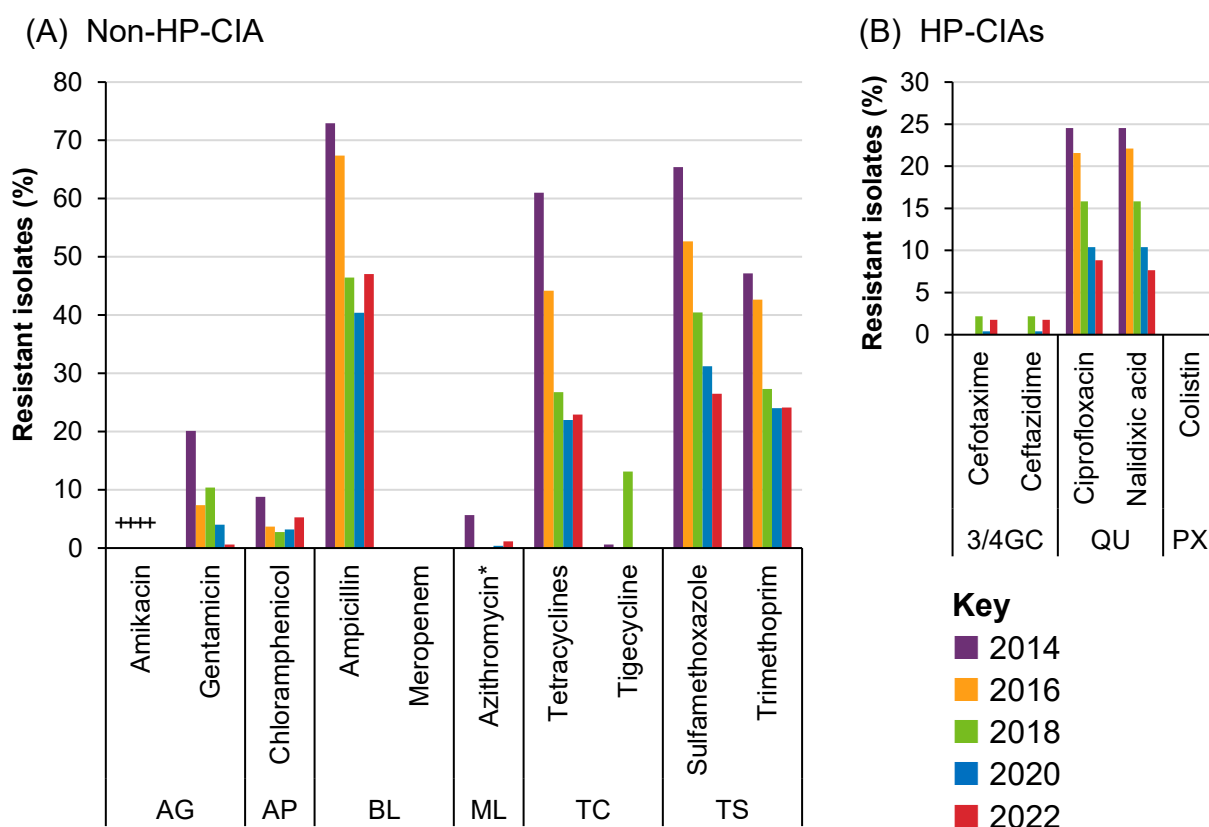 (A) Non-HP-CIA
Resistant isolates (%)
80
70
60
50
40
30
20
10
0
‡‡‡‡
Amikacin
Gentamicin
Chloramphenicol
Ampicillin
Meropenem
Azithromycin*
Tetracyclines
Tigecycline
Sulfamethoxazole
Trimethoprim
AG
AP
BL
ML
TC
TS
(B) HP-CIAs
Resistant isolates (%)
30
25
20
15
10
5
0
Cefotaxime
Ceftazidime
Ciprofloxacin
Nalidixic acid
Colistin
3/4GC
QU
PX
Key
2014
2016
2018
2020
2022